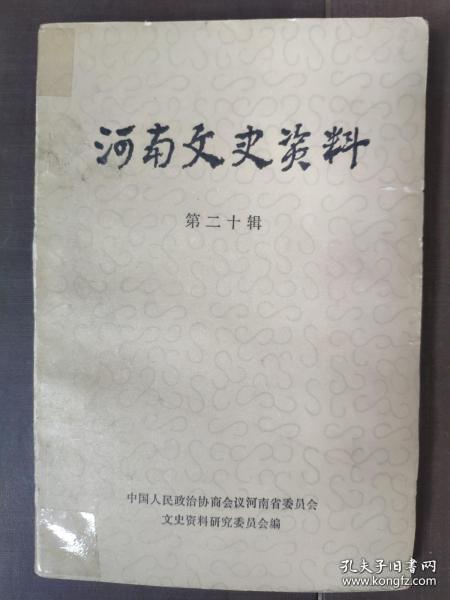 河南文史资料
第二十辑
中国人民政治协商会议河南省委员会
文史资料研究委员会编
孔夫子旧书网
www.kongfz.com